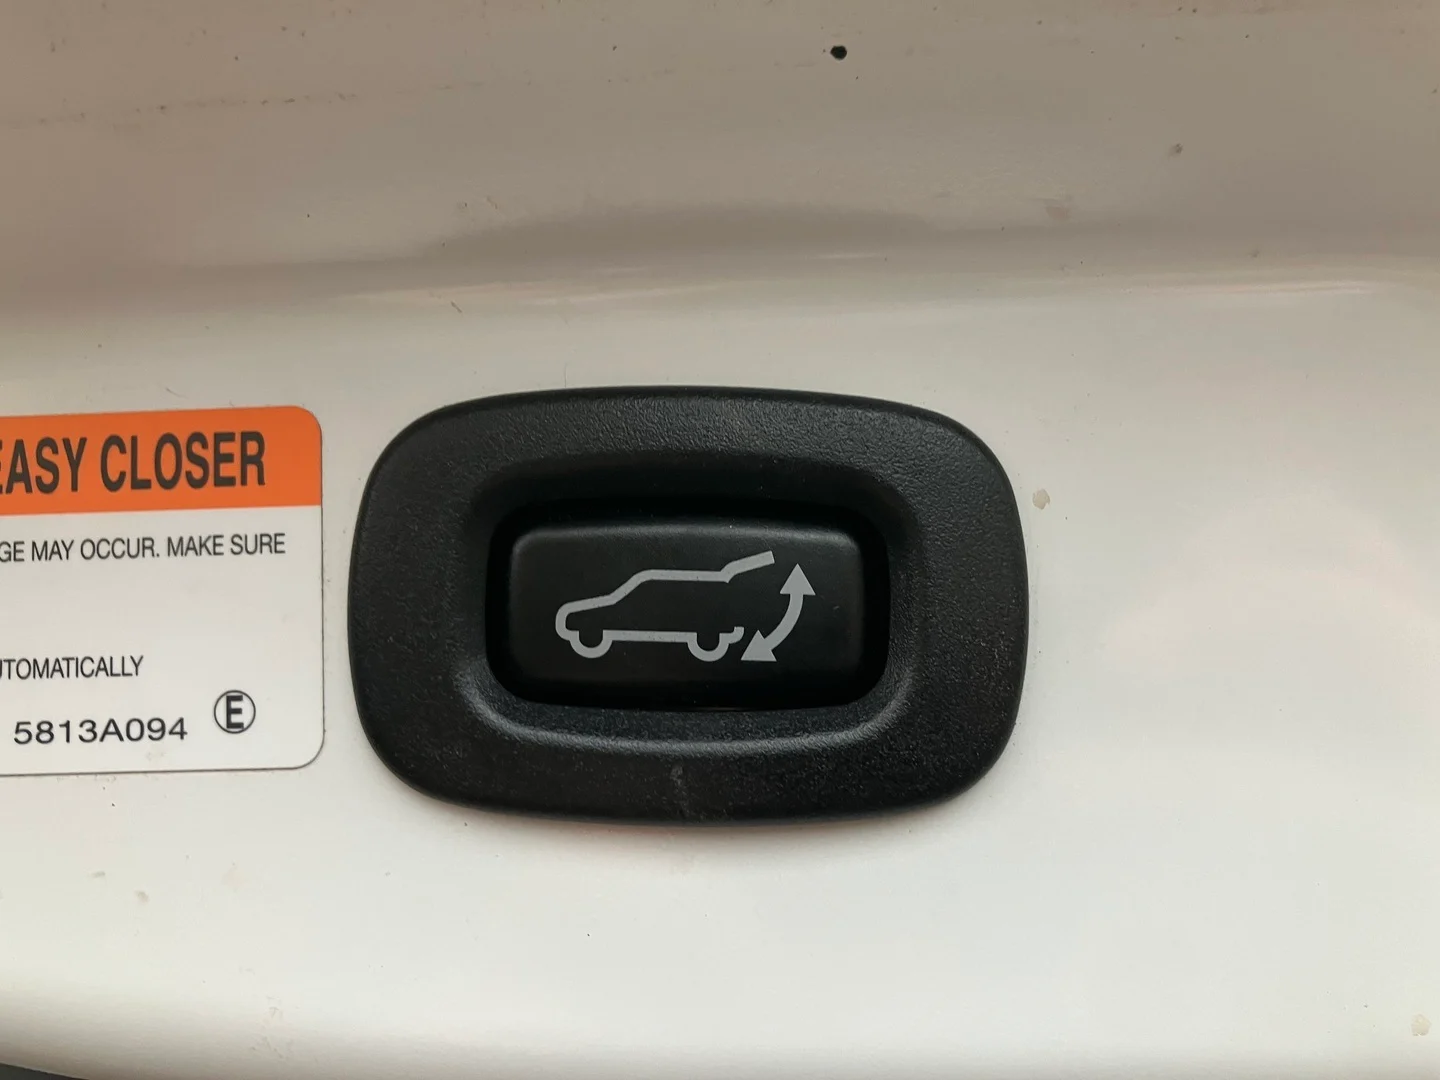 EASY CLOSER
GE MAY OCCUR. MAKE SURE
UTOMATICALLY
5813A094 E